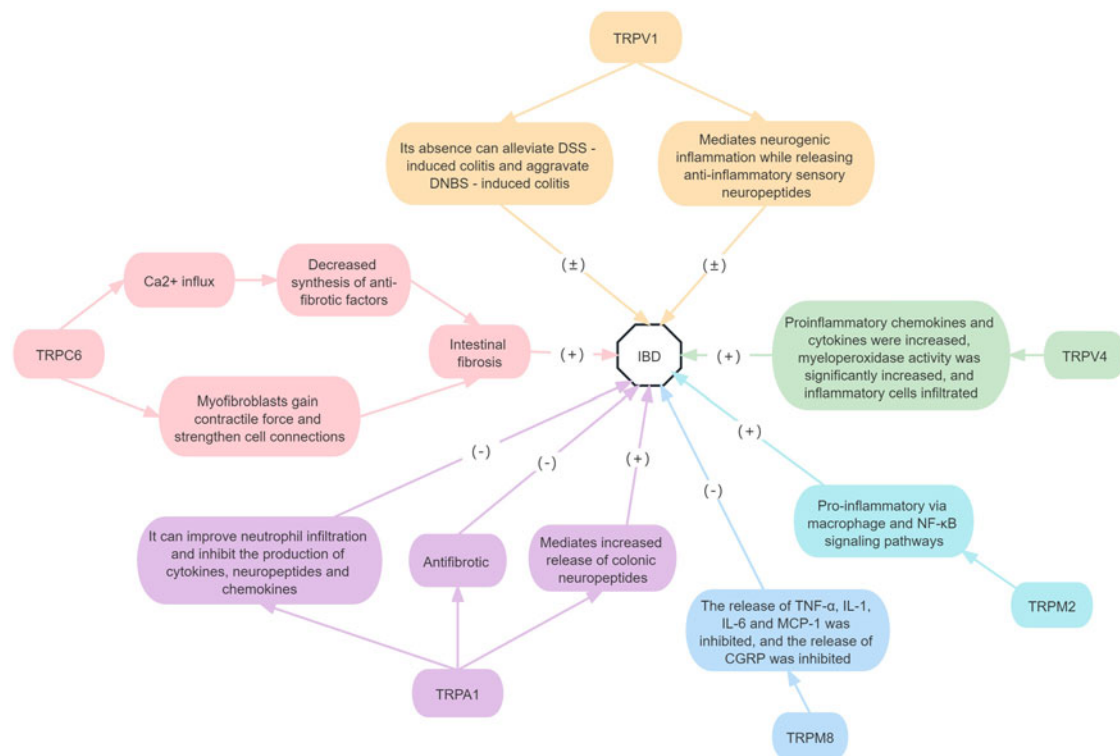 TRPV1
Its absence can alleviate DSS -
induced colitis and aggravate
DNBS - induced colitis
Mediates neurogenic
inflammation while releasing
anti-inflammatory sensory
neuropeptides
(±)
(±)
Ca2+ influx
Decreased
synthesis of anti-
fibrotic factors
TRPC6
Intestinal
fibrosis
(+)
IBD
(+)
Proinflammatory chemokines and
cytokines were increased,
myeloperoxidase activity was
significantly increased, and
inflammatory cells infiltrated
TRPV4
Myofibroblasts gain
contractile force and
strengthen cell connections
(-)
(-)
(+)
(-)
(+)
It can improve neutrophil infiltration
and inhibit the production of
cytokines, neuropeptides and
chemokines
Antifibrotic
Mediates increased
release of colonic
neuropeptides
Pro-inflammatory via
macrophage and NF-κB
signaling pathways
The release of TNF-α, IL-1,
IL-6 and MCP-1 was
inhibited, and the release of
CGRP was inhibited
TRPM2
TRPA1
TRPM8